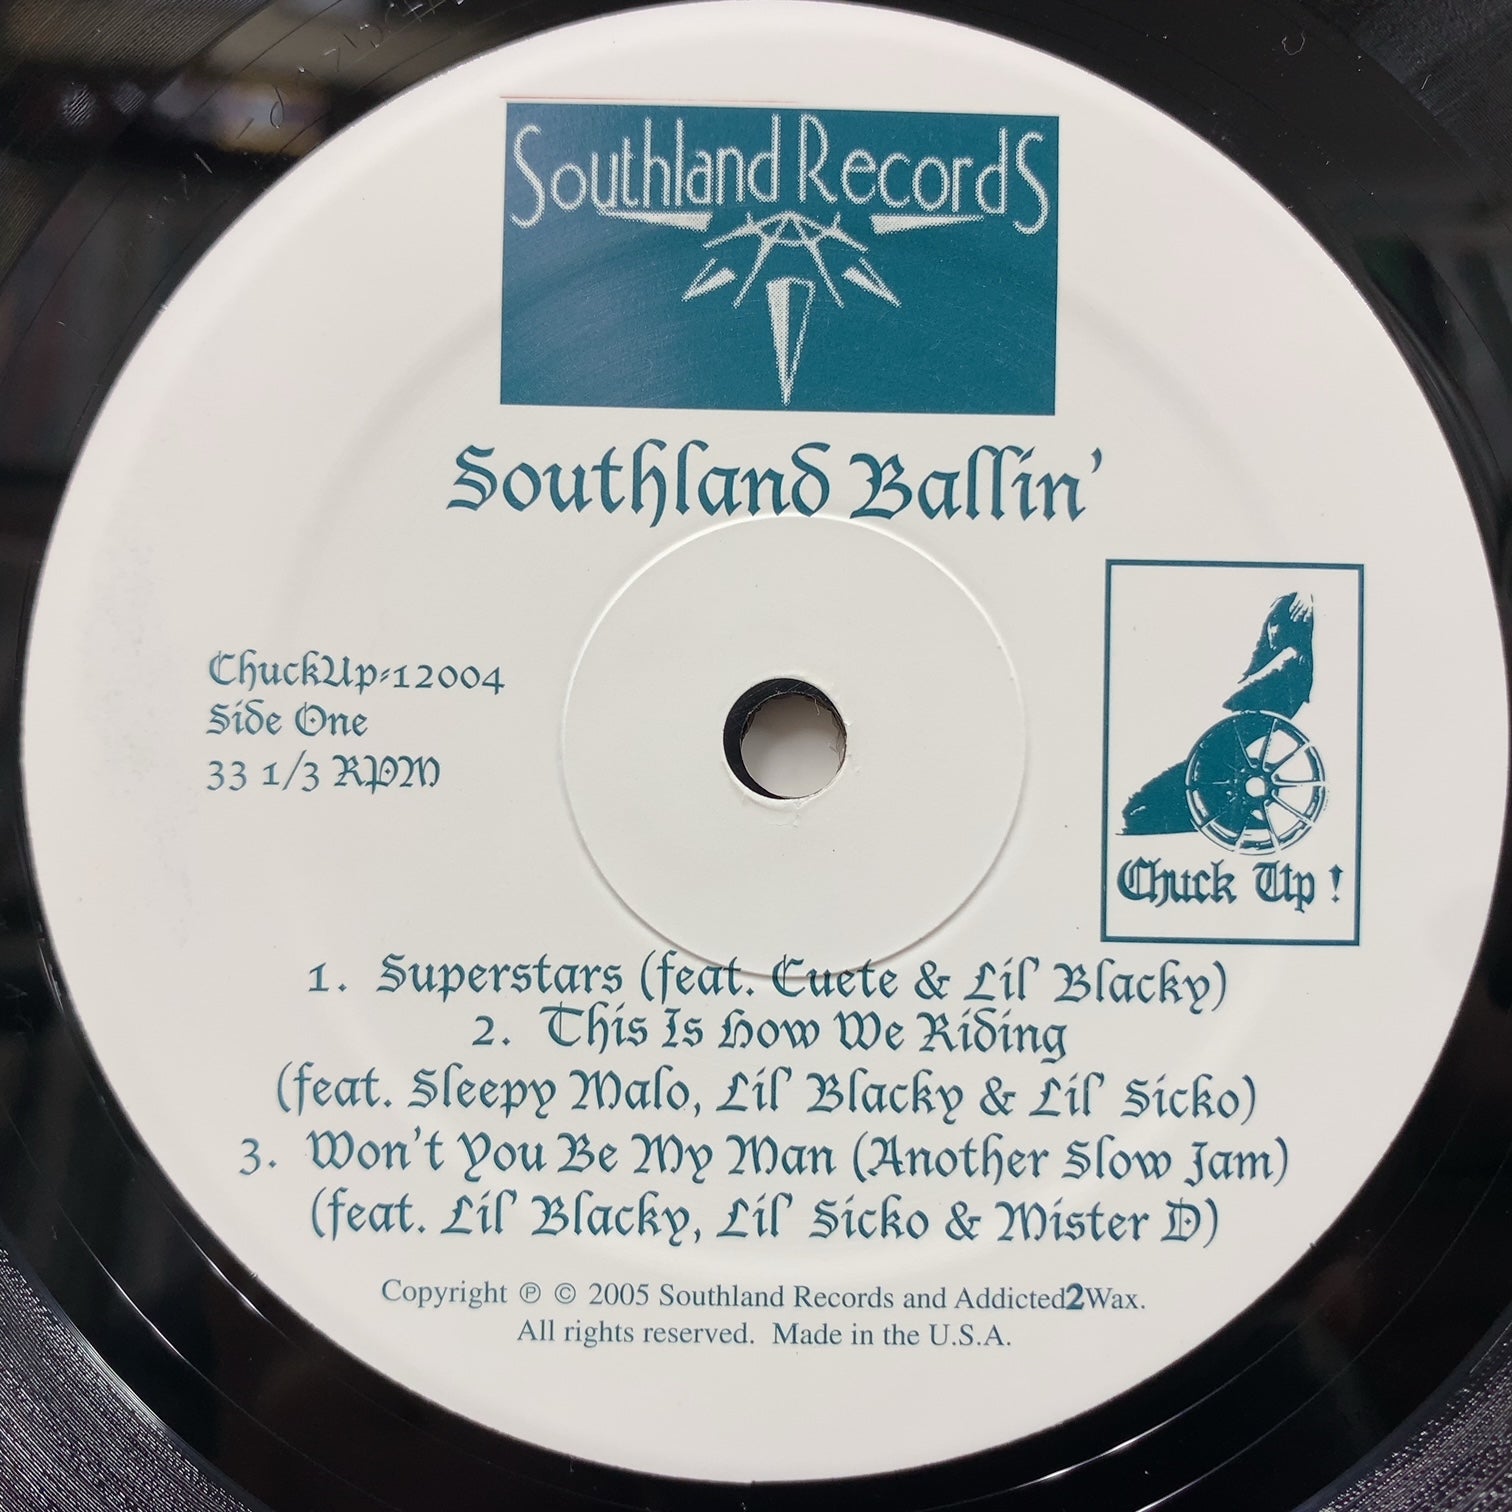 Southland Records
Southland Ballin'
ChuckUp-12004
Side One
33 1/3 RPM
Chuck Up !
1. Superstars (feat. Cuete & Lil' Blacky)
2. This Is How We Riding
(feat. Sleepy Malo, Lil' Blacky & Lil' Sicko)
3. Won't You Be My Man (Another Slow Jam)
(feat. Lil' Blacky, Lil' Sicko & Mister D)
Copyright ℗ © 2005 Southland Records and Addicted2Wax.
All rights reserved. Made in the U.S.A.